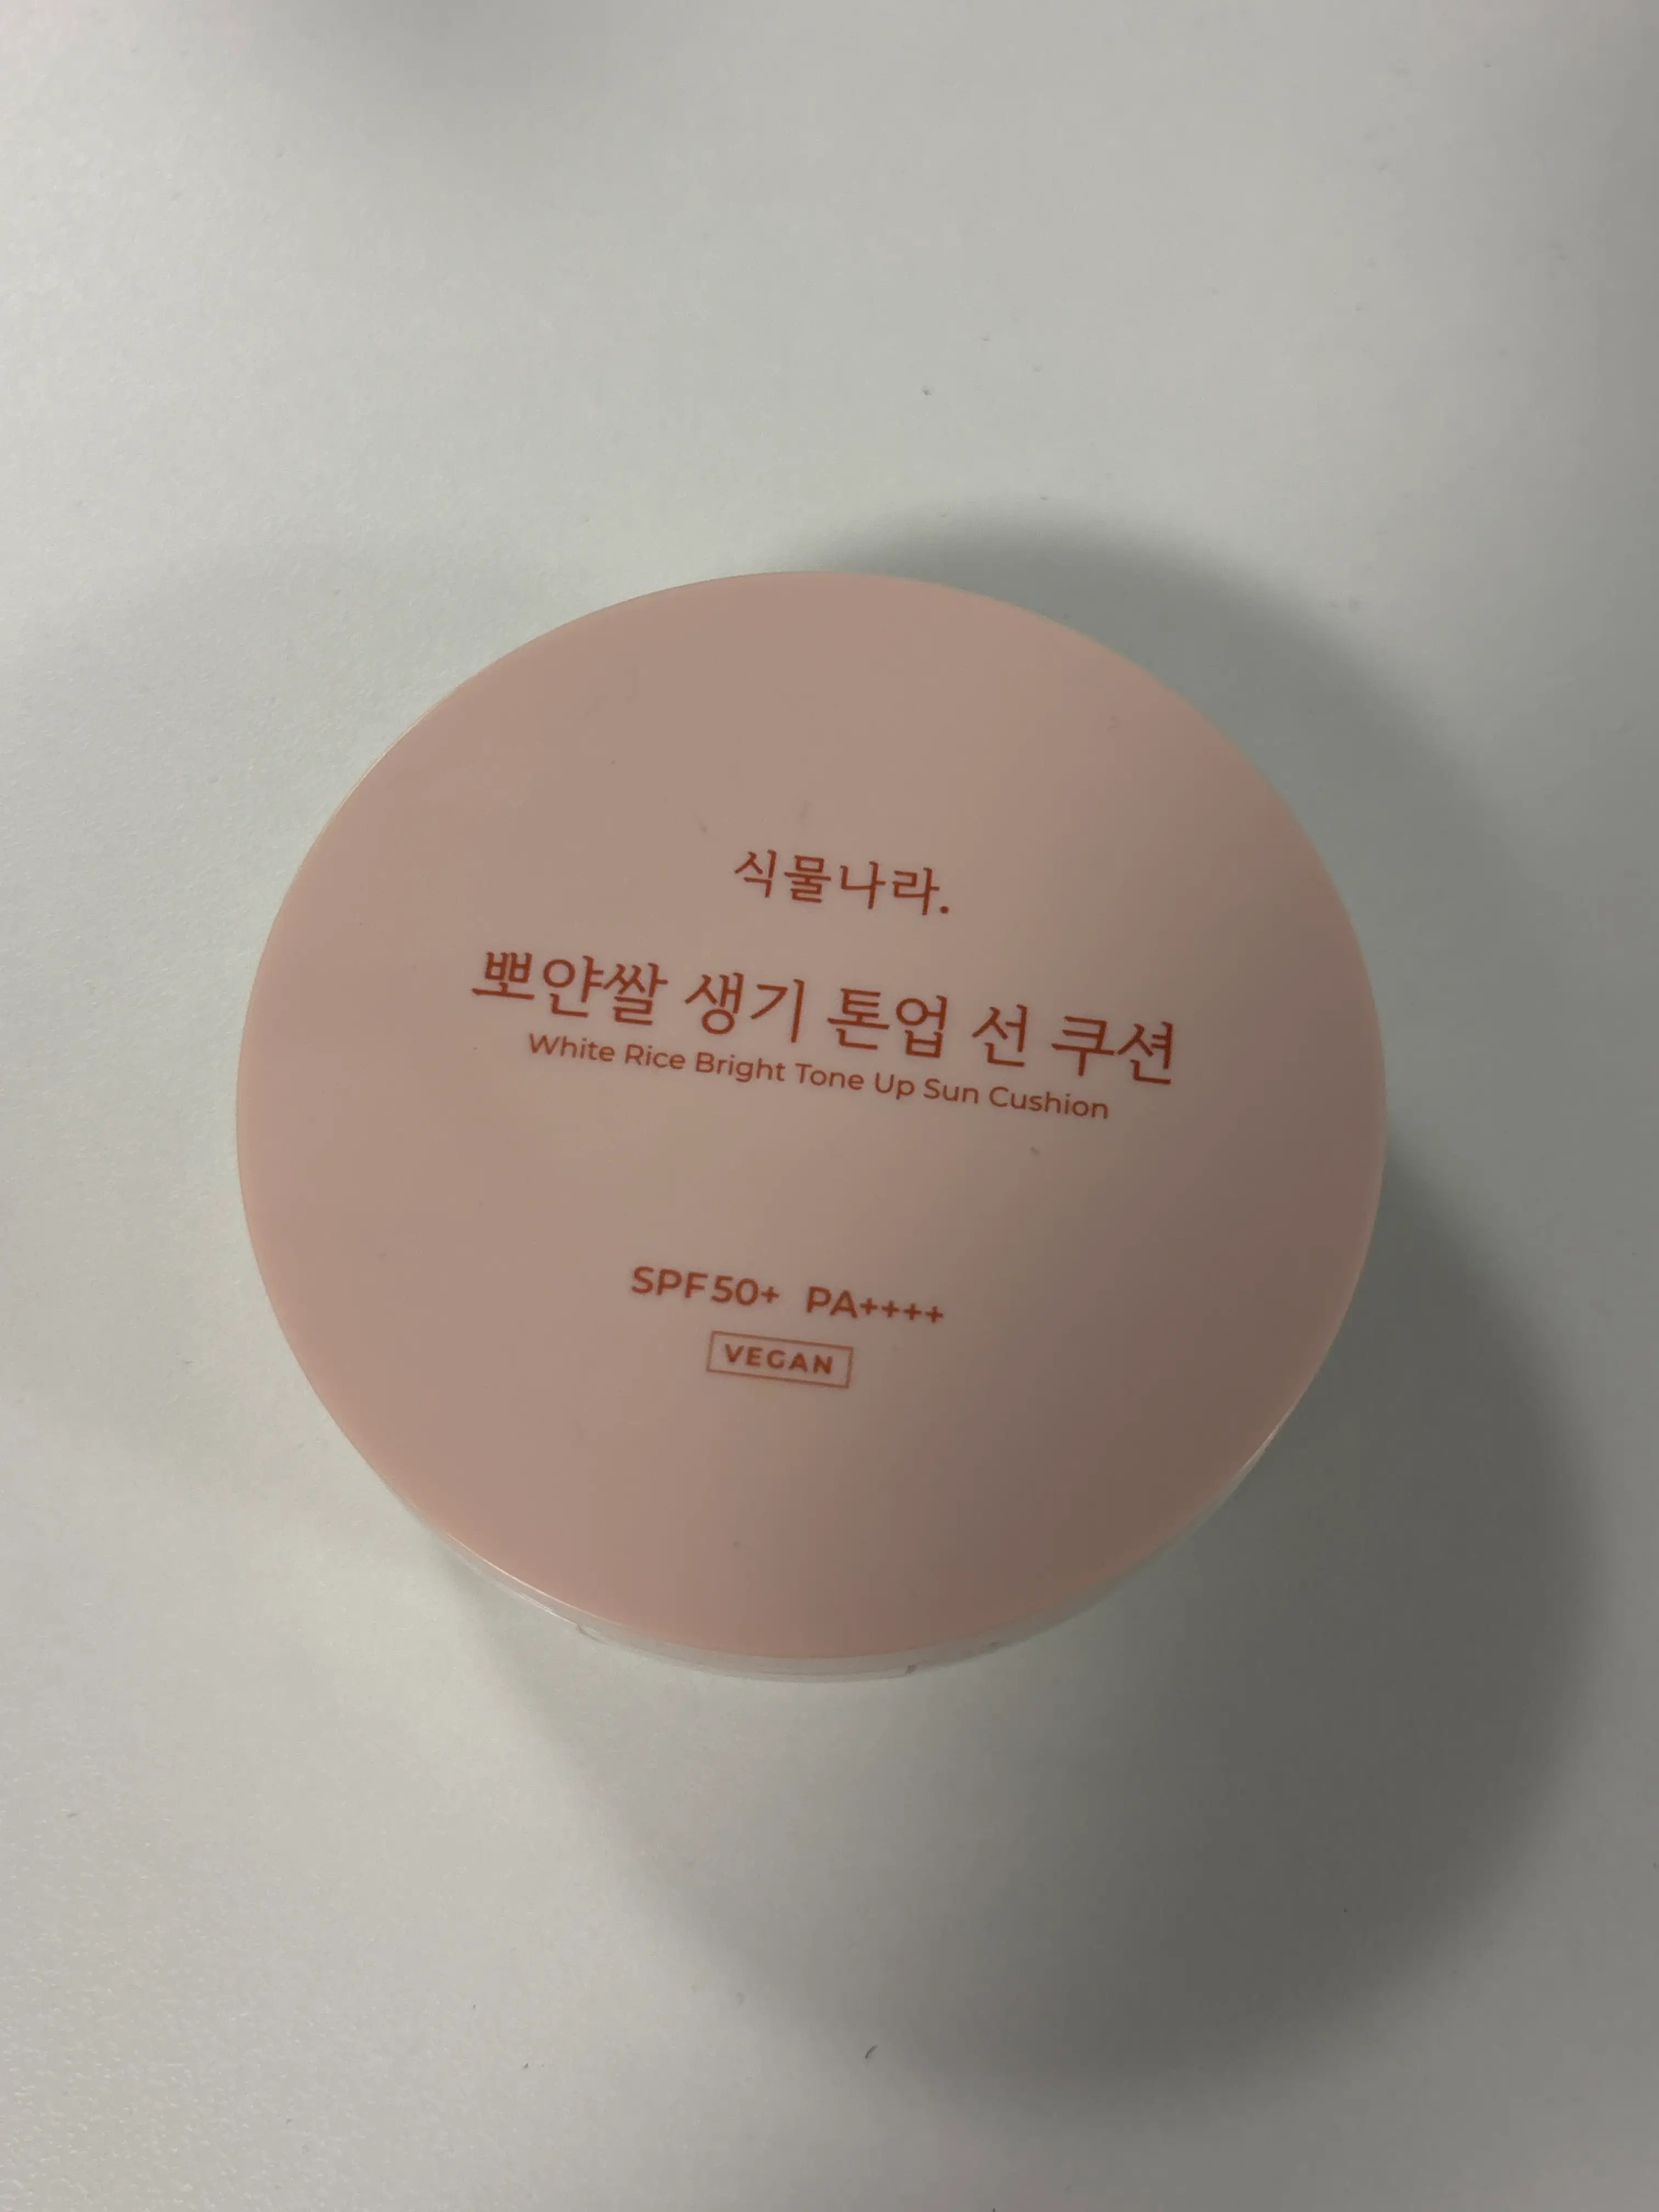 식물나라.
뽀얀쌀 생기 톤업 선 쿠션
White Rice Bright Tone Up Sun Cushion
SPF50+ PA++++
VEGAN